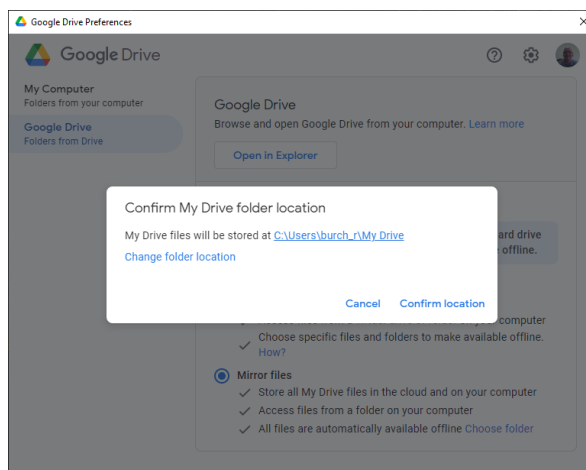 Google Drive Preferences
Google Drive
My Computer
Folders from your computer
Google Drive
Folders from Drive
Google Drive
Browse and open Google Drive from your computer. Learn more
Open in Explorer
Confirm My Drive folder location
My Drive files will be stored at C:\Users\burch_r\My Drive
Change folder location
Cancel Confirm location
drive
offline.
computer
Choose specific files and folders to make available offline.
How?
Mirror files
Store all My Drive files in the cloud and on your computer
Access files from a folder on your computer
All files are automatically available offline Choose folder